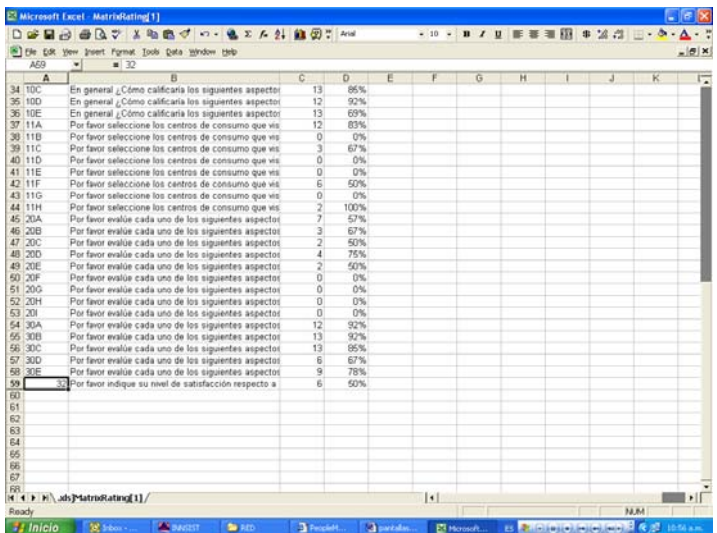 Microsoft Excel - MatrixRating[1]
Arial 10
File Edit View Insert Format Tools Data Window Help
A59 = 32
A B C D E F G H I J K
34 10C En general ¿Cómo calificaría los siguientes aspectos 13 85%
35 10D En general ¿Cómo calificaría los siguientes aspectos 12 92%
36 10E En general ¿Cómo calificaría los siguientes aspectos 13 69%
37 11A Por favor seleccione los centros de consumo que vis 12 83%
38 11B Por favor seleccione los centros de consumo que vis 0 0%
39 11C Por favor seleccione los centros de consumo que vis 3 67%
40 11D Por favor seleccione los centros de consumo que vis 0 0%
41 11E Por favor seleccione los centros de consumo que vis 0 0%
42 11F Por favor seleccione los centros de consumo que vis 6 50%
43 11G Por favor seleccione los centros de consumo que vis 0 0%
44 11H Por favor seleccione los centros de consumo que vis 2 100%
45 20A Por favor evalúe cada uno de los siguientes aspectos 7 57%
46 20B Por favor evalúe cada uno de los siguientes aspectos 3 67%
47 20C Por favor evalúe cada uno de los siguientes aspectos 2 50%
48 20D Por favor evalúe cada uno de los siguientes aspectos 4 75%
49 20E Por favor evalúe cada uno de los siguientes aspectos 2 50%
50 20F Por favor evalúe cada uno de los siguientes aspectos 0 0%
51 20G Por favor evalúe cada uno de los siguientes aspectos 0 0%
52 20H Por favor evalúe cada uno de los siguientes aspectos 0 0%
53 20I Por favor evalúe cada uno de los siguientes aspectos 0 0%
54 30A Por favor evalúe cada uno de los siguientes aspectos 12 92%
55 30B Por favor evalúe cada uno de los siguientes aspectos 13 92%
56 30C Por favor evalúe cada uno de los siguientes aspectos 13 85%
57 30D Por favor evalúe cada uno de los siguientes aspectos 6 67%
58 30E Por favor evalúe cada uno de los siguientes aspectos 9 78%
59 32 Por favor indique su nivel de satisfacción respecto a 6 50%
60
61
62
63
64
65
66
67
68
.xls]MatrixRating[1]
Ready NUM
Inicio Inbox - ... RED PeopleM... pantallas... Microsoft... ES 10:56 a.m.